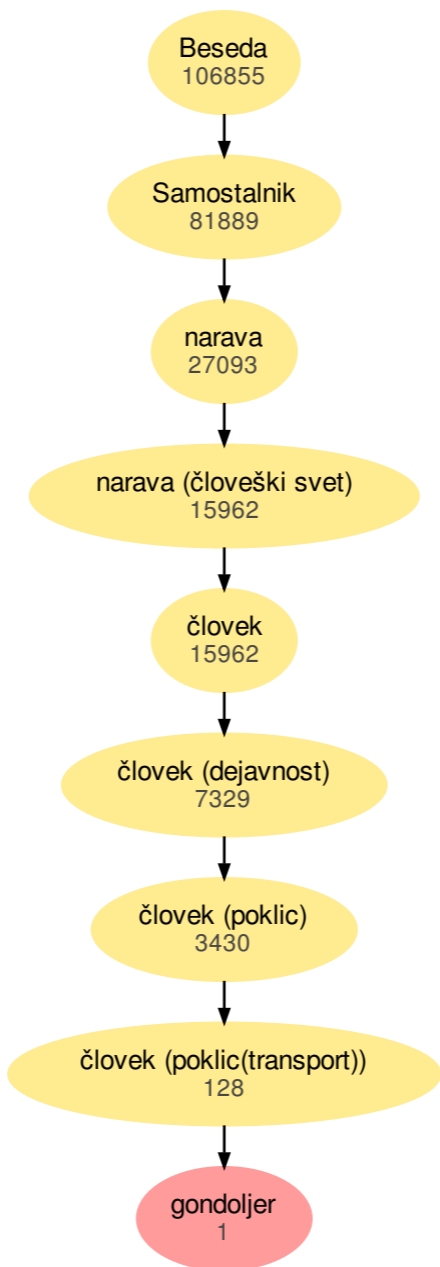 Beseda
106855
Samostalnik
81889
narava
27093
narava (človeški svet)
15962
človek
15962
človek (dejavnost)
7329
človek (poklic)
3430
človek (poklic(transport))
128
gondoljer
1